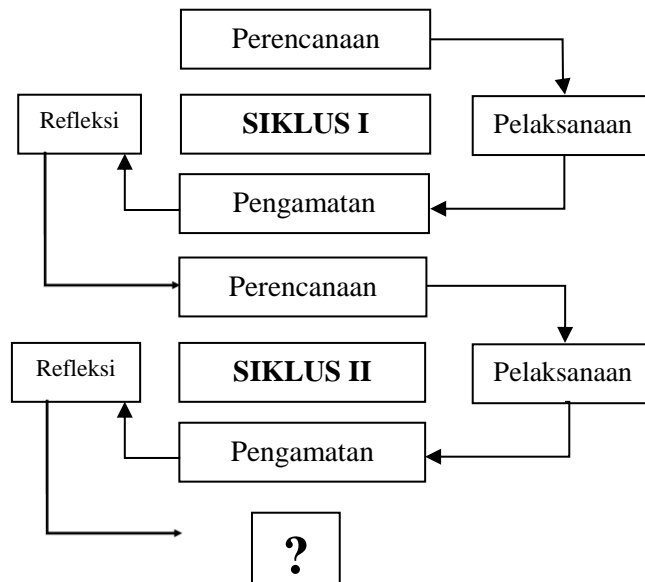 Perencanaan
Refleksi
SIKLUS I
Pelaksanaan
Pengamatan
Perencanaan
Refleksi
SIKLUS II
Pelaksanaan
Pengamatan
?